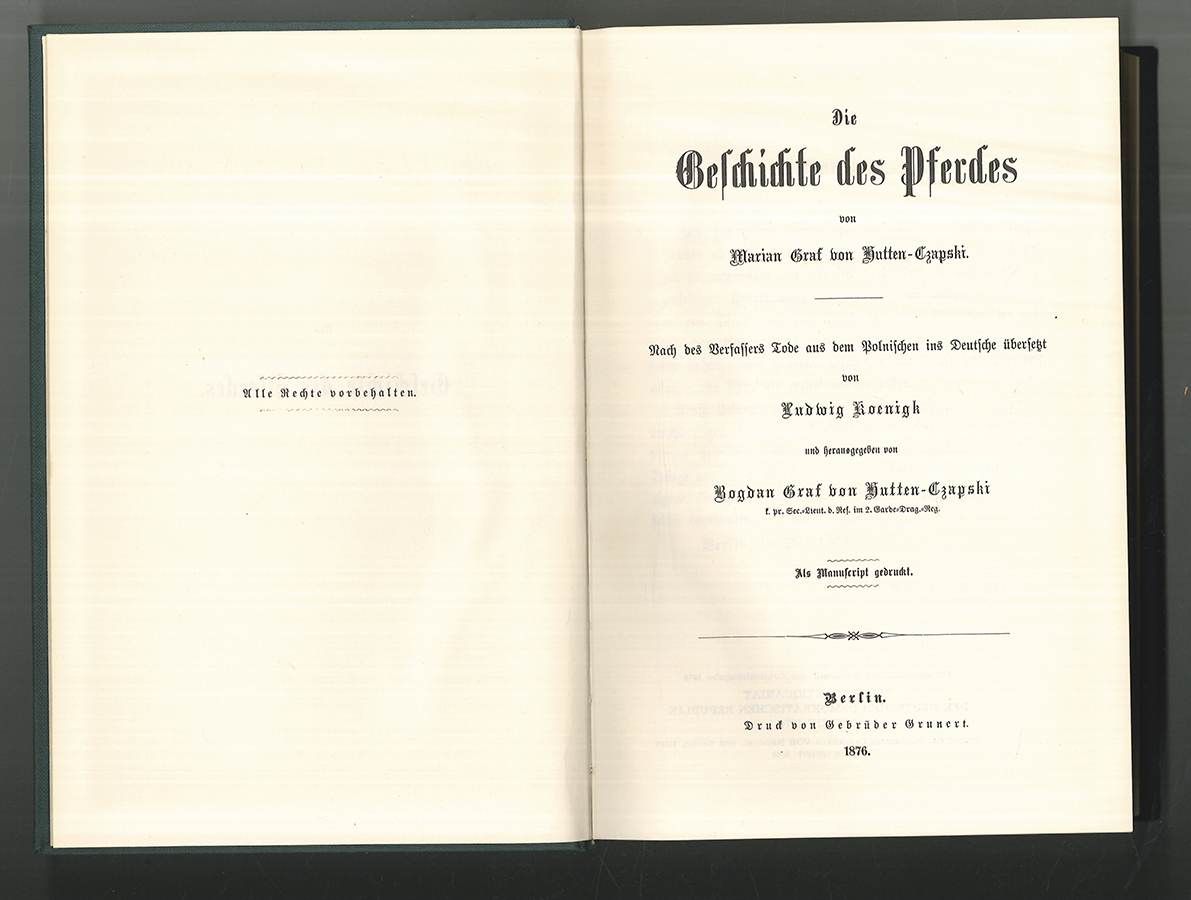 Alle Rechte vorbehalten.
Die
Geschichte des Pferdes
von
Marian Graf von Hutten-Czapski.
Nach des Verfassers Tode aus dem Polnischen ins Deutsche übersetzt
von
Ludwig Koenigk
und herausgegeben von
Bogdan Graf von Hutten-Czapski
k. pr. Sec.-Lieut. d. Res. im 2. Garde-Drag.-Reg.
Als Manuscript gedruckt.
Berlin.
Druck von Gebrüder Grunert.
1876.